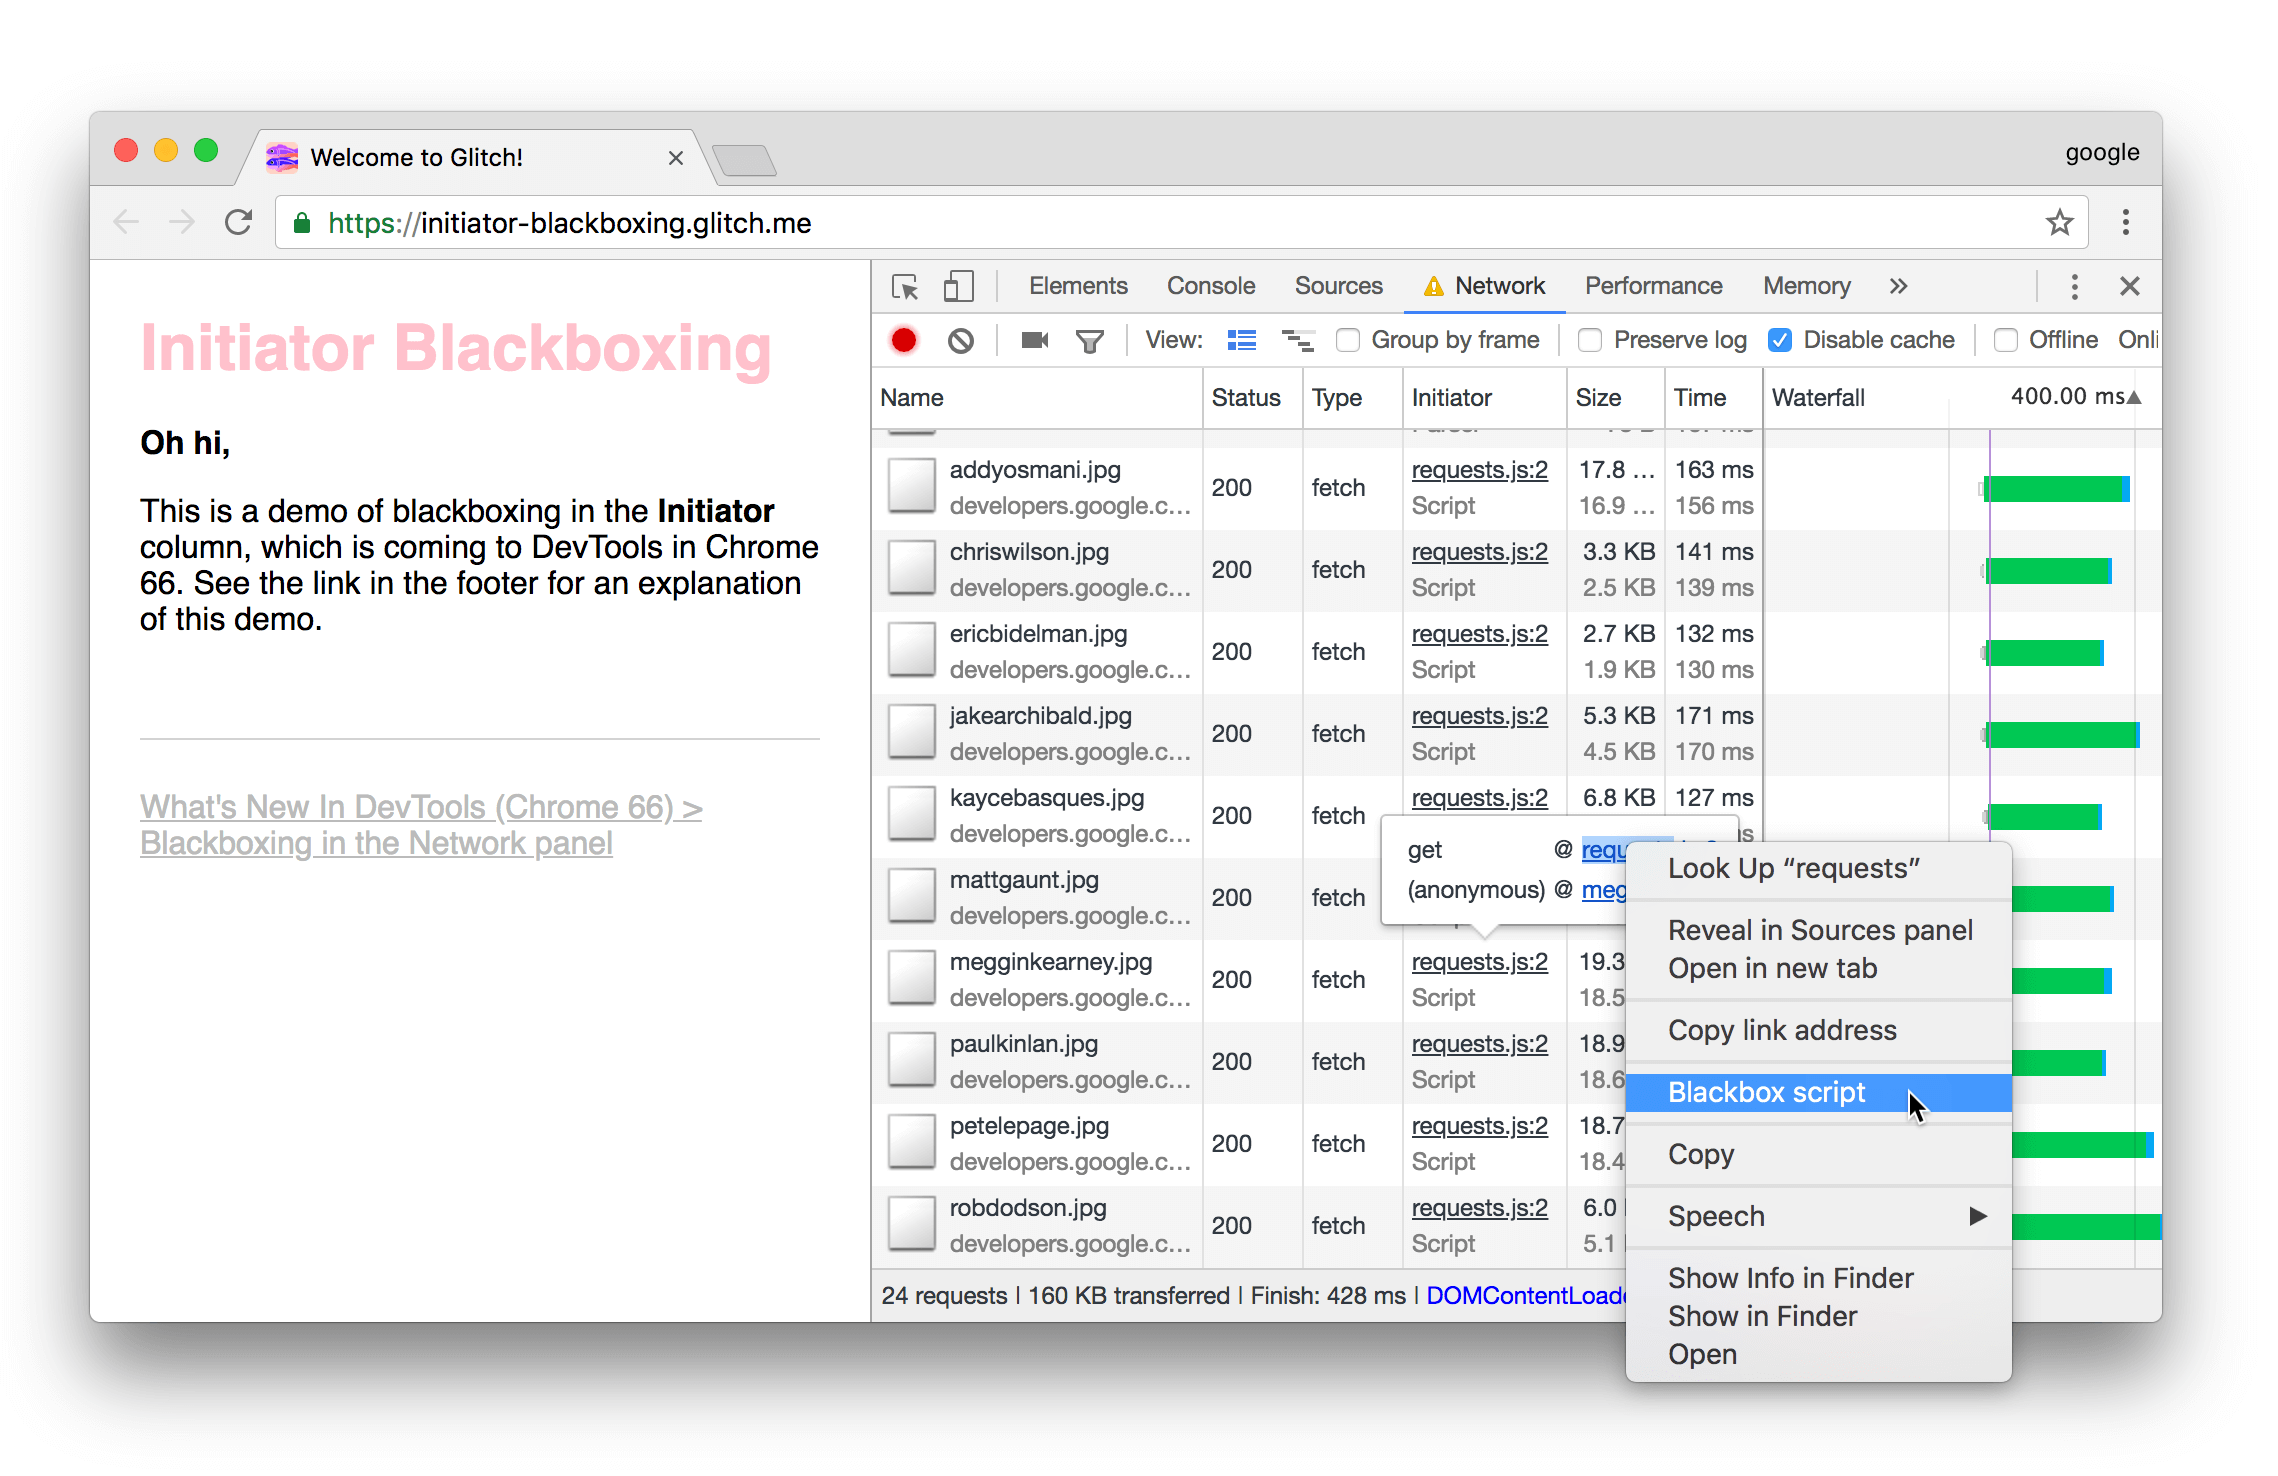 Welcome to Glitch!
google
https://initiator-blackboxing.glitch.me
Initiator Blackboxing
Oh hi,
This is a demo of blackboxing in the Initiator
column, which is coming to DevTools in Chrome
66. See the link in the footer for an explanation
of this demo.
What's New In DevTools (Chrome 66) >
Blackboxing in the Network panel
Elements Console Sources Network Performance Memory »
View: Group by frame Preserve log Disable cache Offline Onli
Name Status Type Initiator Size Time Waterfall 400.00 ms▲
addyosmani.jpg 200 fetch requests.js:2 17.8 ... 163 ms
developers.google.c... Script 16.9 ... 156 ms
chriswilson.jpg 200 fetch requests.js:2 3.3 KB 141 ms
developers.google.c... Script 2.5 KB 139 ms
ericbidelman.jpg 200 fetch requests.js:2 2.7 KB 132 ms
developers.google.c... Script 1.9 KB 130 ms
jakearchibald.jpg 200 fetch requests.js:2 5.3 KB 171 ms
developers.google.c... Script 4.5 KB 170 ms
kaycebasques.jpg 200 fetch requests.js:2 6.8 KB 127 ms
developers.google.c...
get @ requ
(anonymous) @ meg
mattgaunt.jpg 200 fetch
developers.google.c...
megginkearney.jpg 200 fetch requests.js:2 19.3
developers.google.c... Script 18.5
paulkinlan.jpg 200 fetch requests.js:2 18.9
developers.google.c... Script 18.6
petelepage.jpg 200 fetch requests.js:2 18.7
developers.google.c... Script 18.4
robdodson.jpg 200 fetch requests.js:2 6.0
developers.google.c... Script 5.1
24 requests | 160 KB transferred | Finish: 428 ms | DOMContentLoade
Look Up “requests”
Reveal in Sources panel
Open in new tab
Copy link address
Blackbox script
Copy
Speech
Show Info in Finder
Show in Finder
Open